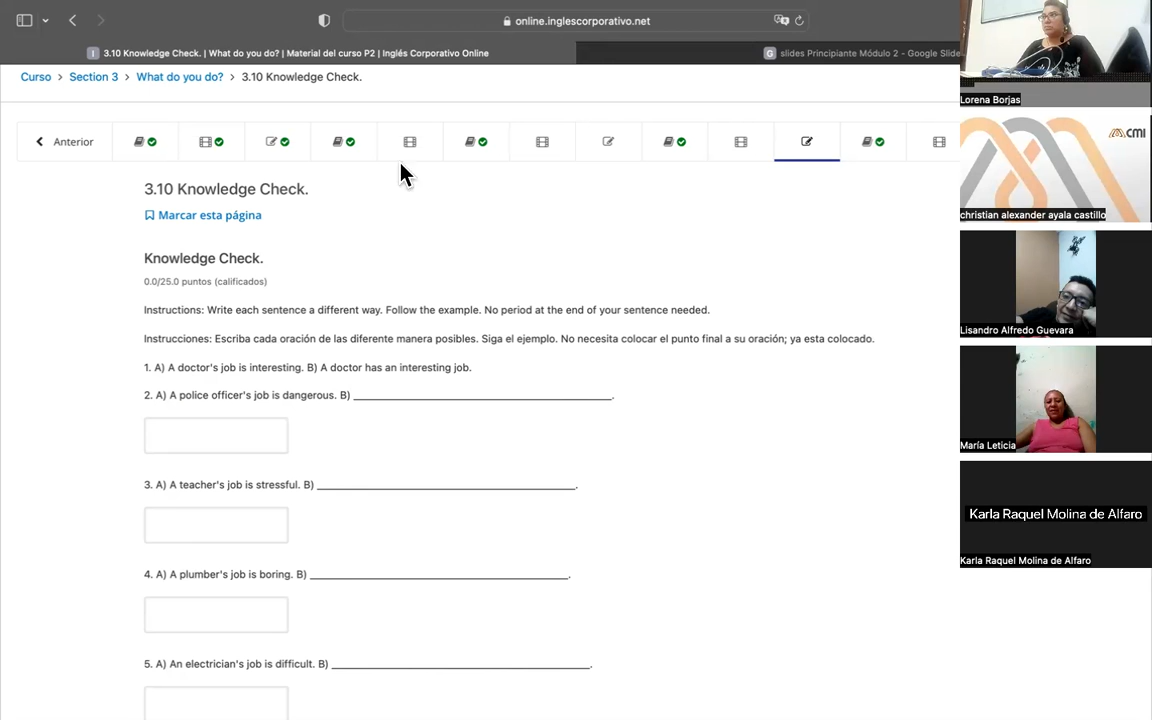 online.inglescorporativo.net
3.10 Knowledge Check. | What do you do? | Material del curso P2 | Inglés Corporativo Online
G slides Principiante Módulo 2 - Google Slide
Curso > Section 3 > What do you do? > 3.10 Knowledge Check.
Anterior
3.10 Knowledge Check.
Marcar esta página
Knowledge Check.
0.0/25.0 puntos (calificados)
Instructions: Write each sentence a different way. Follow the example. No period at the end of your sentence needed.
Instrucciones: Escriba cada oración de las diferente manera posibles. Siga el ejemplo. No necesita colocar el punto final a su oración; ya esta colocado.
1. A) A doctor's job is interesting. B) A doctor has an interesting job.
2. A) A police officer's job is dangerous. B) ______________________________.
3. A) A teacher's job is stressful. B) ______________________________.
4. A) A plumber's job is boring. B) ______________________________.
5. A) An electrician's job is difficult. B) ______________________________.
Lorena Borjas
CMI
christian alexander ayala castillo
Lisandro Alfredo Guevara
María Leticia
Karla Raquel Molina de Alfaro
Karla Raquel Molina de Alfaro